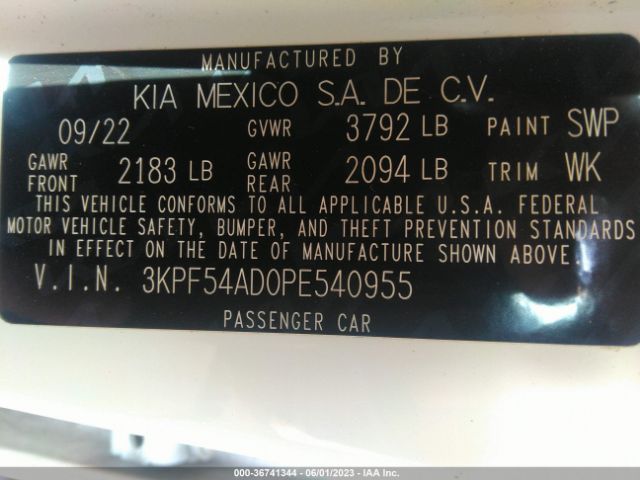 MANUFACTURED BY
KIA MEXICO S.A. DE C.V.
09/22 GVWR 3792 LB PAINT SWP
GAWR FRONT 2183 LB GAWR REAR 2094 LB TRIM WK
THIS VEHICLE CONFORMS TO ALL APPLICABLE U.S.A. FEDERAL
MOTOR VEHICLE SAFETY, BUMPER, AND THEFT PREVENTION STANDARDS
IN EFFECT ON THE DATE OF MANUFACTURE SHOWN ABOVE.
V.I.N. 3KPF54AD0PE540955
PASSENGER CAR
000-36741344 - 06/01/2023 - IAA Inc.